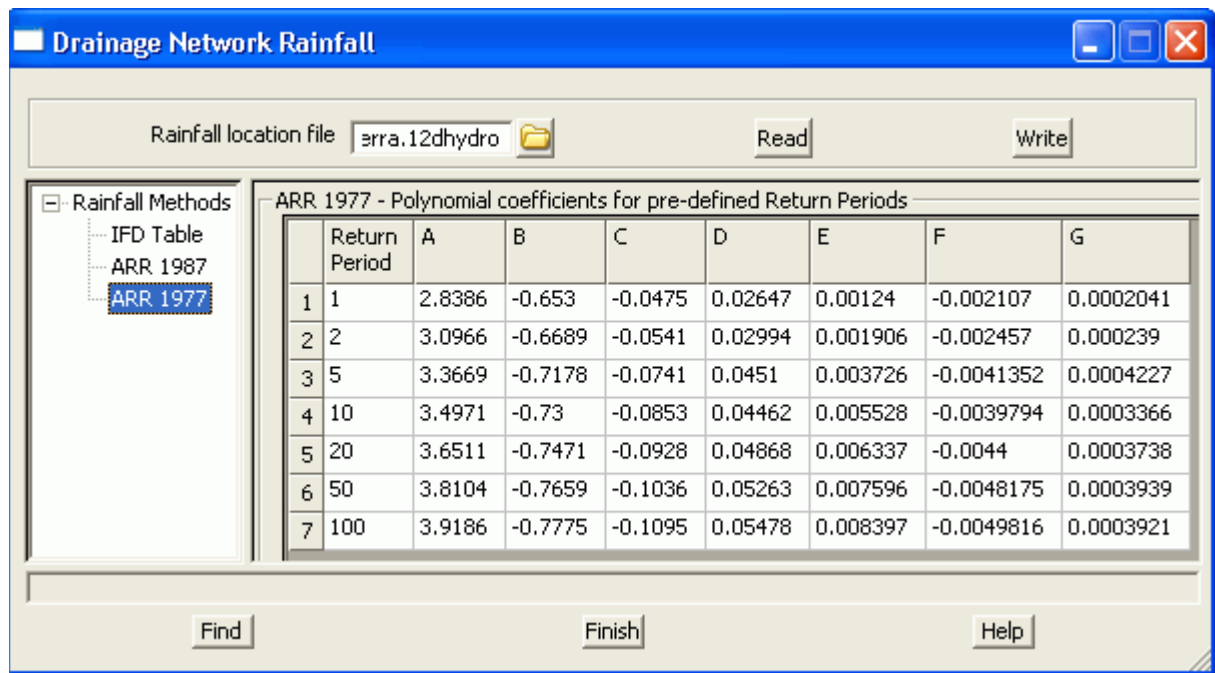 Drainage Network Rainfall
Rainfall location file erra.12dhydro Read Write
Rainfall Methods
IFD Table
ARR 1987
ARR 1977
ARR 1977 - Polynomial coefficients for pre-defined Return Periods
Return Period A B C D E F G
1 1 2.8386 -0.653 -0.0475 0.02647 0.00124 -0.002107 0.0002041
2 2 3.0966 -0.6689 -0.0541 0.02994 0.001906 -0.002457 0.000239
3 5 3.3669 -0.7178 -0.0741 0.0451 0.003726 -0.0041352 0.0004227
4 10 3.4971 -0.73 -0.0853 0.04462 0.005528 -0.0039794 0.0003366
5 20 3.6511 -0.7471 -0.0928 0.04868 0.006337 -0.0044 0.0003738
6 50 3.8104 -0.7659 -0.1036 0.05263 0.007596 -0.0048175 0.0003939
7 100 3.9186 -0.7775 -0.1095 0.05478 0.008397 -0.0049816 0.0003921
Find Finish Help